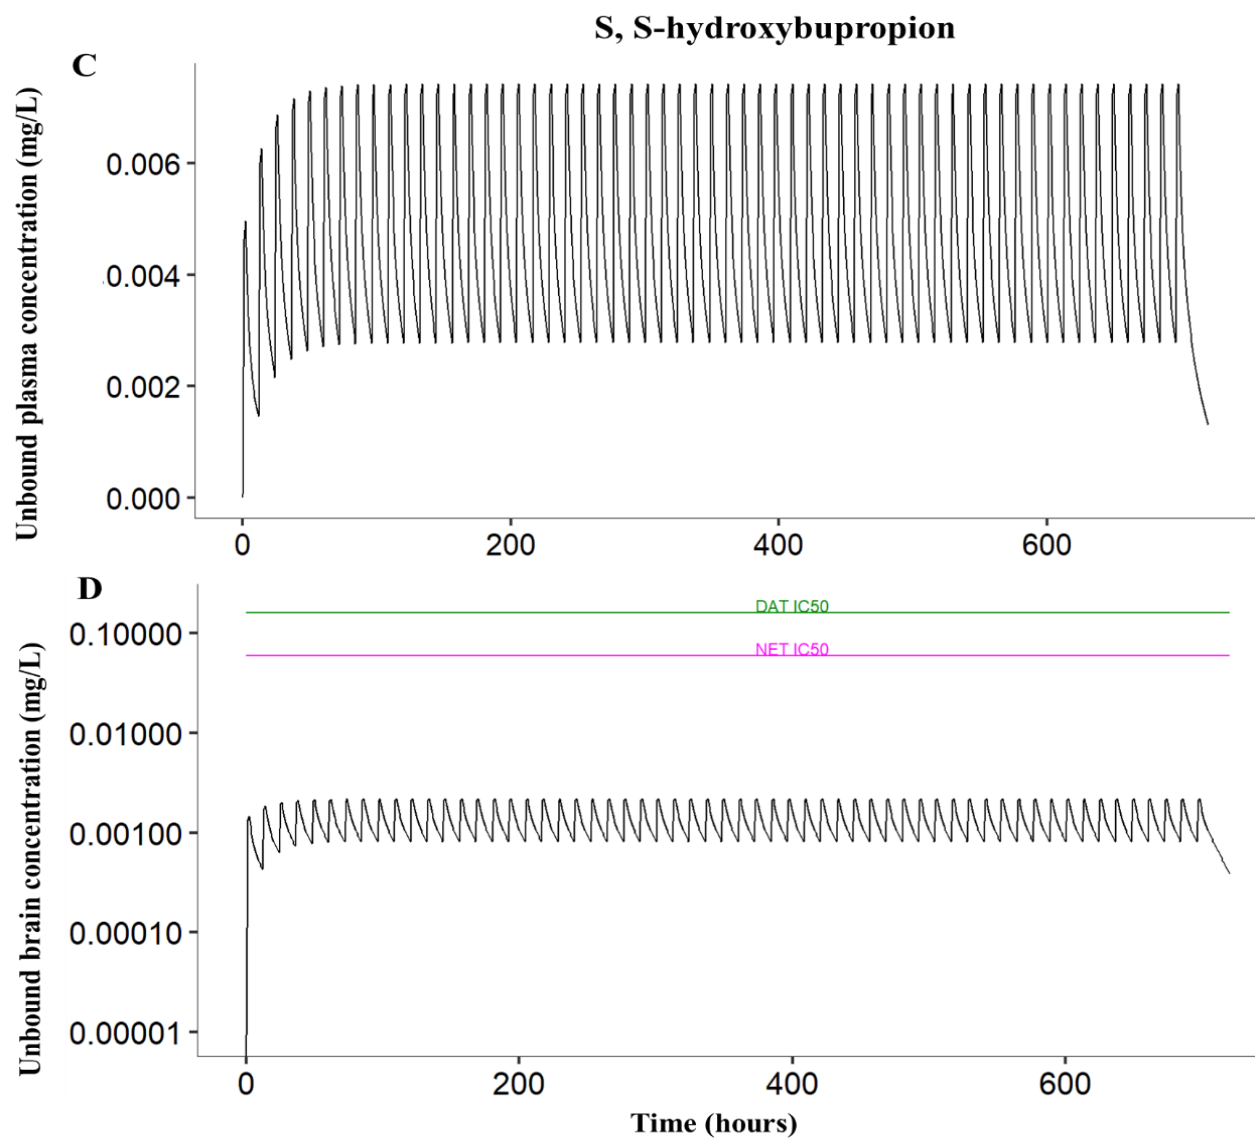 S, S-hydroxybupropion
C
Unbound plasma concentration (mg/L)
0.006
0.004
0.002
0.000
0
200
400
600
D
Unbound brain concentration (mg/L)
DAT IC50
0.10000
NET IC50
0.01000
0.00100
0.00010
0.00001
0
200
400
600
Time (hours)